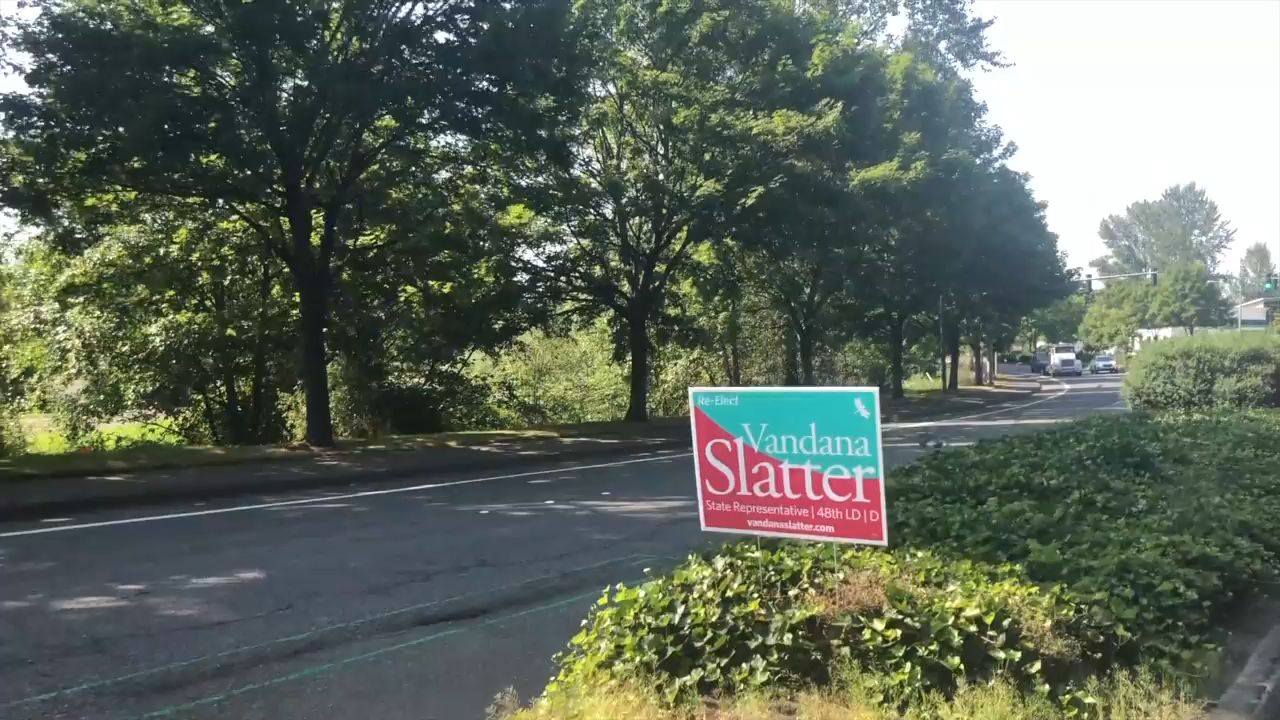 Re-Elect
Vandana
Slatter
State Representative | 48th LD | D
vandanaslatter.com